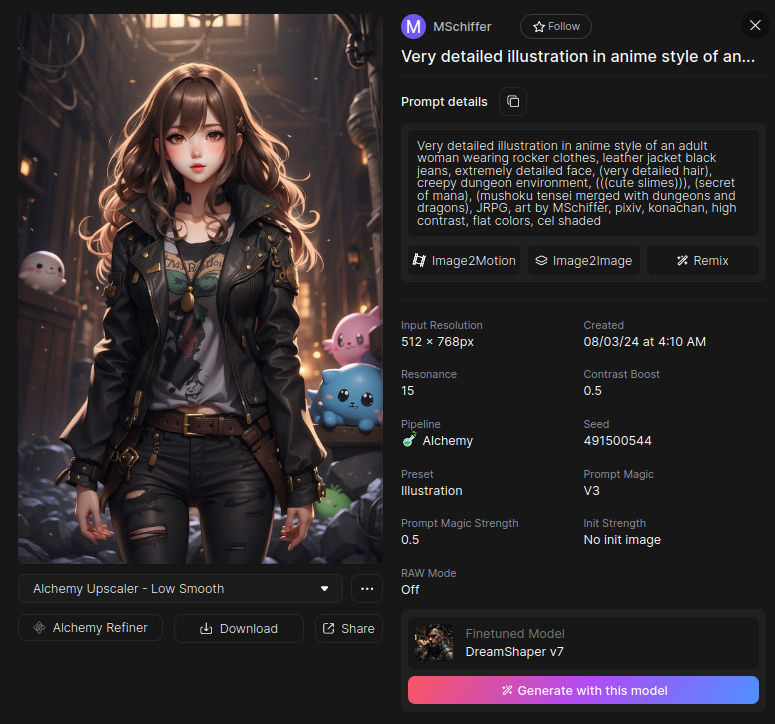 M MSchiffer
Follow
Very detailed illustration in anime style of an...
Prompt details
Very detailed illustration in anime style of an adult
woman wearing rocker clothes, leather jacket black
jeans, extremely detailed face, (very detailed hair),
creepy dungeon environment, (((cute slimes))), (secret
of mana), (mushoku tensei merged with dungeons and
dragons), JRPG, art by MSchiffer, pixiv, konachan, high
contrast, flat colors, cel shaded
Image2Motion
Image2Image
Remix
Input Resolution
512 × 768px
Created
08/03/24 at 4:10 AM
Resonance
15
Contrast Boost
0.5
Pipeline
Alchemy
Seed
491500544
Preset
Illustration
Prompt Magic
V3
Prompt Magic Strength
0.5
Init Strength
No init image
RAW Mode
Off
Finetuned Model
DreamShaper v7
Generate with this model
Alchemy Upscaler - Low Smooth
Alchemy Refiner
Download
Share